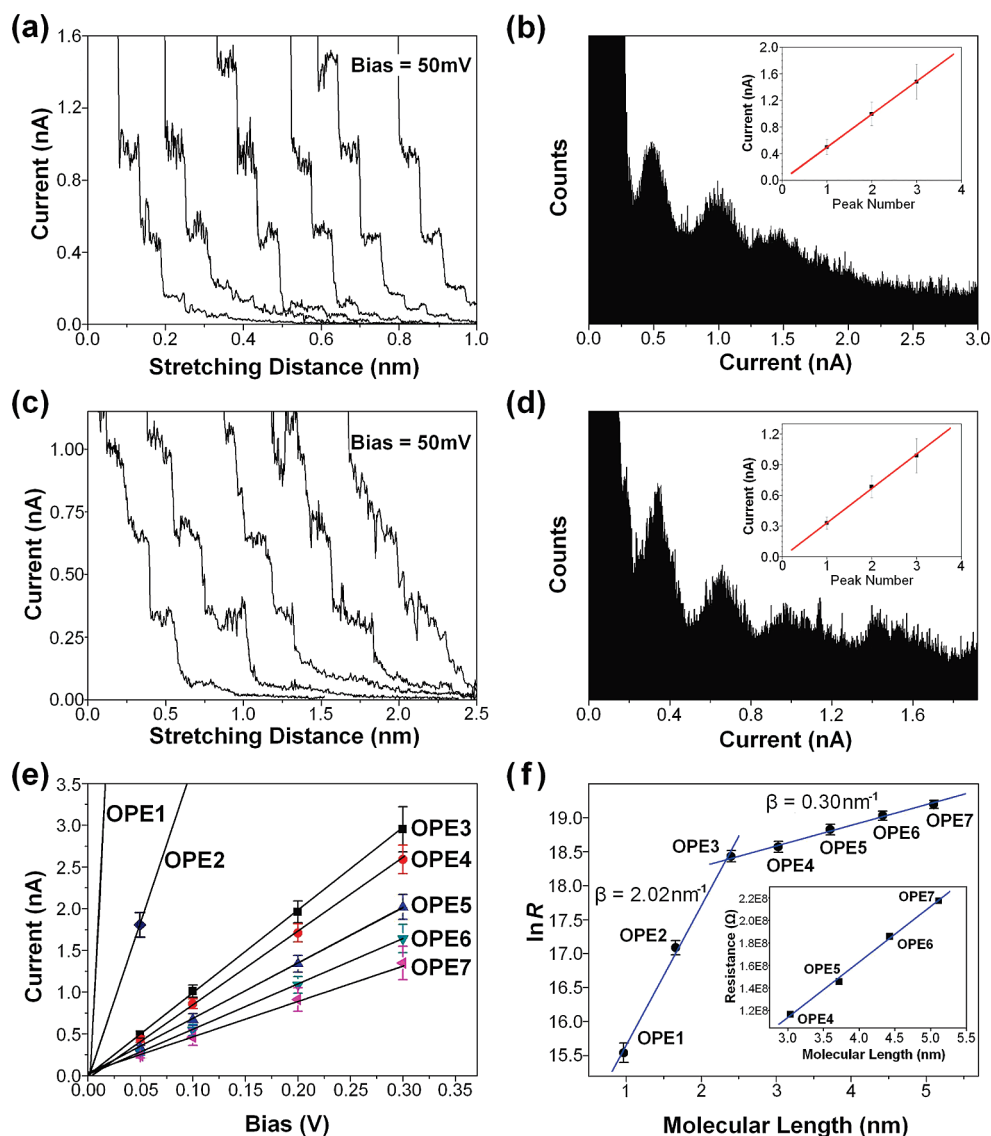 (a)
1.6
1.2
0.8
0.4
0.0
Current (nA)
Bias = 50mV
0.0 0.2 0.4 0.6 0.8 1.0
Stretching Distance (nm)
(b)
Counts
2.0
1.6
1.2
0.8
0.4
0.0
Current (nA)
0 1 2 3 4
Peak Number
0.0 0.5 1.0 1.5 2.0 2.5 3.0
Current (nA)
(c)
1.00
0.75
0.50
0.25
0.00
Current (nA)
Bias = 50mV
0.0 0.5 1.0 1.5 2.0 2.5
Stretching Distance (nm)
(d)
Counts
1.2
0.9
0.6
0.3
0.0
Current (nA)
0 1 2 3 4
Peak Number
0.0 0.4 0.8 1.2 1.6
Current (nA)
(e)
3.5
3.0
2.5
2.0
1.5
1.0
0.5
0.0
Current (nA)
OPE1
OPE2
OPE3
OPE4
OPE5
OPE6
OPE7
0.00 0.05 0.10 0.15 0.20 0.25 0.30 0.35
Bias (V)
(f)
19.0
18.5
18.0
17.5
17.0
16.5
16.0
15.5
lnR
β = 0.30nm⁻¹
β = 2.02nm⁻¹
OPE1
OPE2
OPE3
OPE4
OPE5
OPE6
OPE7
2.2E8
2.0E8
1.8E8
1.6E8
1.4E8
1.2E8
Resistance (Ω)
OPE7
OPE6
OPE5
OPE4
3.0 3.5 4.0 4.5 5.0 5.5
Molecular Length (nm)
1 2 3 4 5
Molecular Length / nm